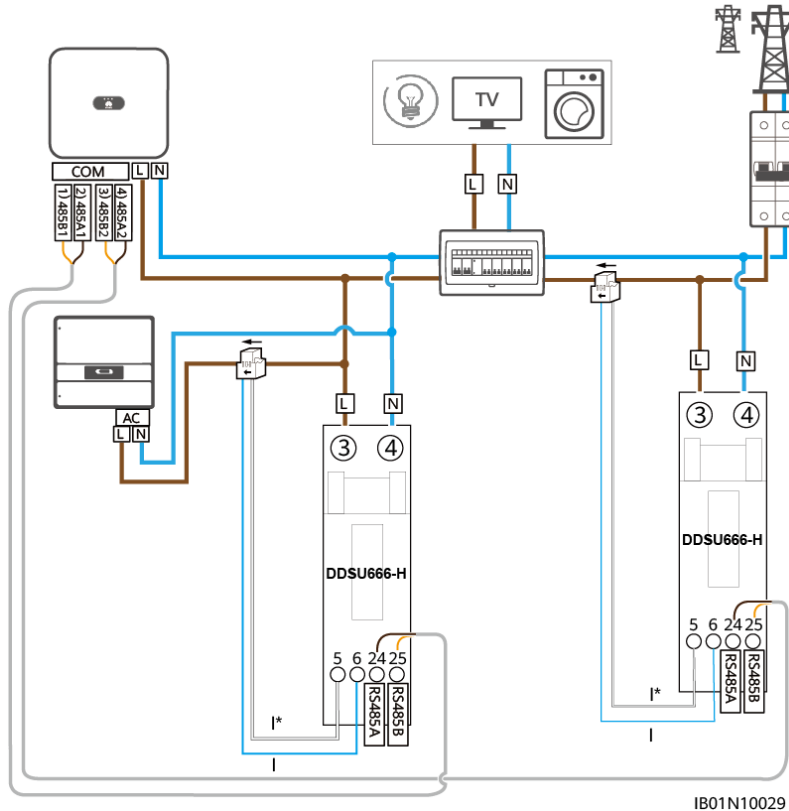 TV
COM
L
N
1) 485B1
2) 485A1
3) 485B2
4) 485A2
L
N
AC
L
N
L
N
3
4
DDSU666-H
5 6 24 25
RS485A
RS485B
I*
I
L
N
3
4
DDSU666-H
5 6 24 25
RS485A
RS485B
I*
I
IB01N10029